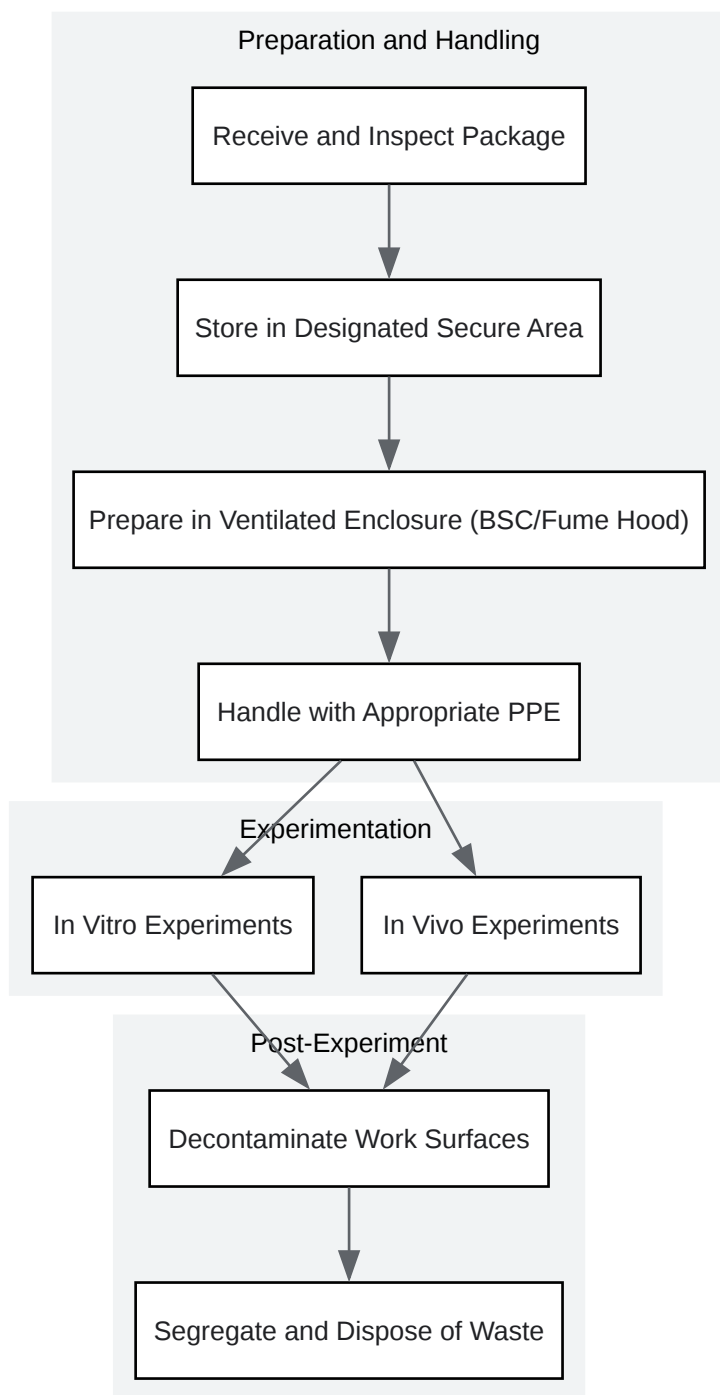 Preparation and Handling
Receive and Inspect Package
Store in Designated Secure Area
Prepare in Ventilated Enclosure (BSC/Fume Hood)
Handle with Appropriate PPE
Experimentation
In Vitro Experiments
In Vivo Experiments
Post-Experiment
Decontaminate Work Surfaces
Segregate and Dispose of Waste